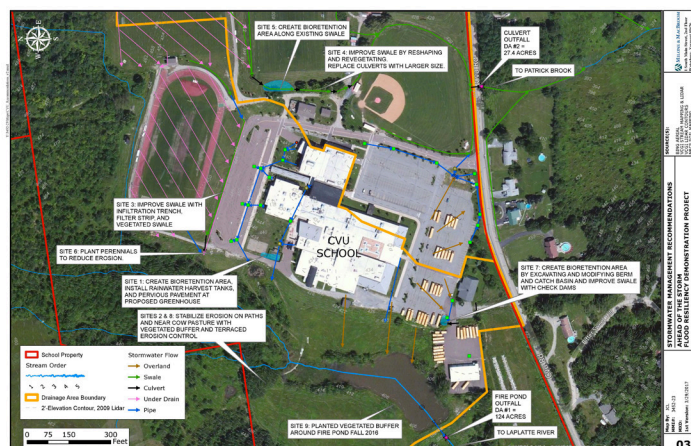 SITE 5: CREATE BIORETENTION
AREA ALONG EXISTING SWALE
SITE 4: IMPROVE SWALE BY RESHAPING
AND REVEGETATING.
REPLACE CULVERTS WITH LARGER SIZE.
CULVERT
OUTFALL
DA #2 =
27.4 ACRES
TO PATRICK BROOK
SITE 3: IMPROVE SWALE WITH
INFILTRATION TRENCH,
FILTER STRIP, AND
VEGETATED SWALE
SITE 6: PLANT PERENNIALS
TO REDUCE EROSION.
CVU
SCHOOL
SITE 1: CREATE BIORETENTION AREA,
INSTALL RAINWATER HARVEST TANKS,
AND PERVIOUS PAVEMENT AT
PROPOSED GREENHOUSE
SITE 7: CREATE BIORETENTION AREA
BY EXCAVATING AND MODIFYING BERM
AND CATCH BASIN AND IMPROVE SWALE
WITH CHECK DAMS
SITES 2 & 8: STABILIZE EROSION ON PATHS
AND NEAR COW PASTURE WITH
VEGETATED BUFFER AND TERRACED
EROSION CONTROL
FIRE POND
OUTFALL
DA #1 =
124 ACRES
SITE 9: PLANTED VEGETATED BUFFER
AROUND FIRE POND FALL 2016
TO LAPLATTE RIVER
School Property
Stream Order
1 2 3 4 5
Drainage Area Boundary
2'-Elevation Contour, 2009 Lidar
Stormwater Flow
Overland
Swale
Culvert
Under Drain
Pipe
0 75 150 300
Feet
MILONE & MACBROOM
SOURCE(S):
STORMWATER MANAGEMENT RECOMMENDATIONS
AHEAD OF THE STORM
FLOOD RESILIENCY DEMONSTRATION PROJECT
03